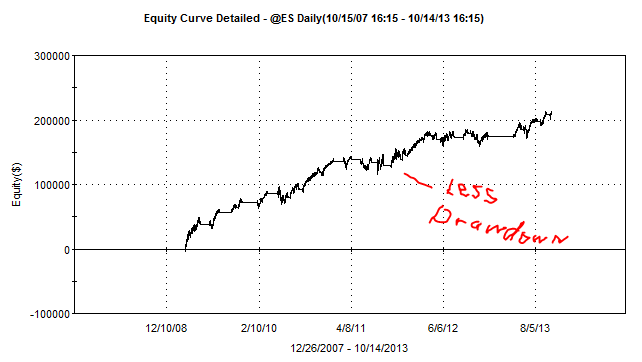 Equity Curve Detailed - @ES Daily(10/15/07 16:15 - 10/14/13 16:15)
300000
200000
100000
0
-100000
Equity($)
Less
Drawdown
12/10/08 2/10/10 4/8/11 6/6/12 8/5/13
12/26/2007 - 10/14/2013